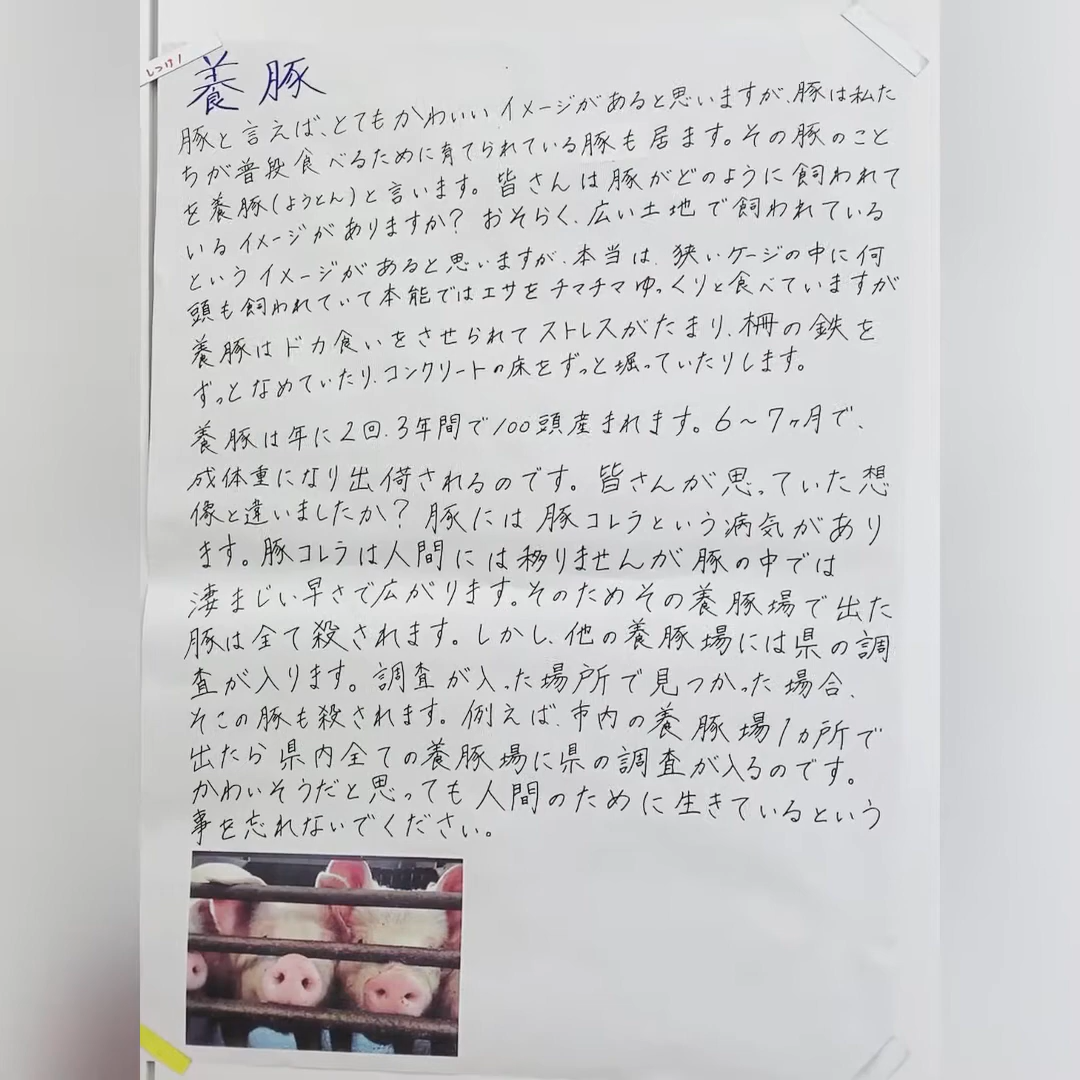 しつけ!
養豚
豚と言えば、とてもかわいいイメージがあると思いますが、豚は私た
ちが普段食べるために育てられている豚も居ます。その豚のこと
を養豚(ようとん)と言います。皆さんは豚がどのように飼われて
いるイメージがありますか?おそらく、広い土地で飼われている
というイメージがあると思いますが、本当は、狭いケージの中に何
頭も飼われていて本能ではエサをチマチマゆっくりと食べていますが
養豚はドカ食いをさせられてストレスがたまり、柵の鉄を
ずっとなめていたり、コンクリートの床をずっと堀っていたりします。
養豚は年に2回、3年間で100頭産まれます。6~7ヶ月で、
成体重になり出荷されるのです。皆さんが思っていた想
像と違いましたか?豚には豚コレラという病気があり
ます。豚コレラは人間には移りませんが豚の中では
凄まじい早さで広がります。そのためその養豚場で出た
豚は全て殺されます。しかし、他の養豚場には県の調
査が入ります。調査が入った場所で見つかった場合、
そこの豚も殺されます。例えば、市内の養豚場1ヵ所で
出たら県内全ての養豚場に県の調査が入るのです。
かわいそうだと思っても人間のために生きているという
事を忘れないでください。